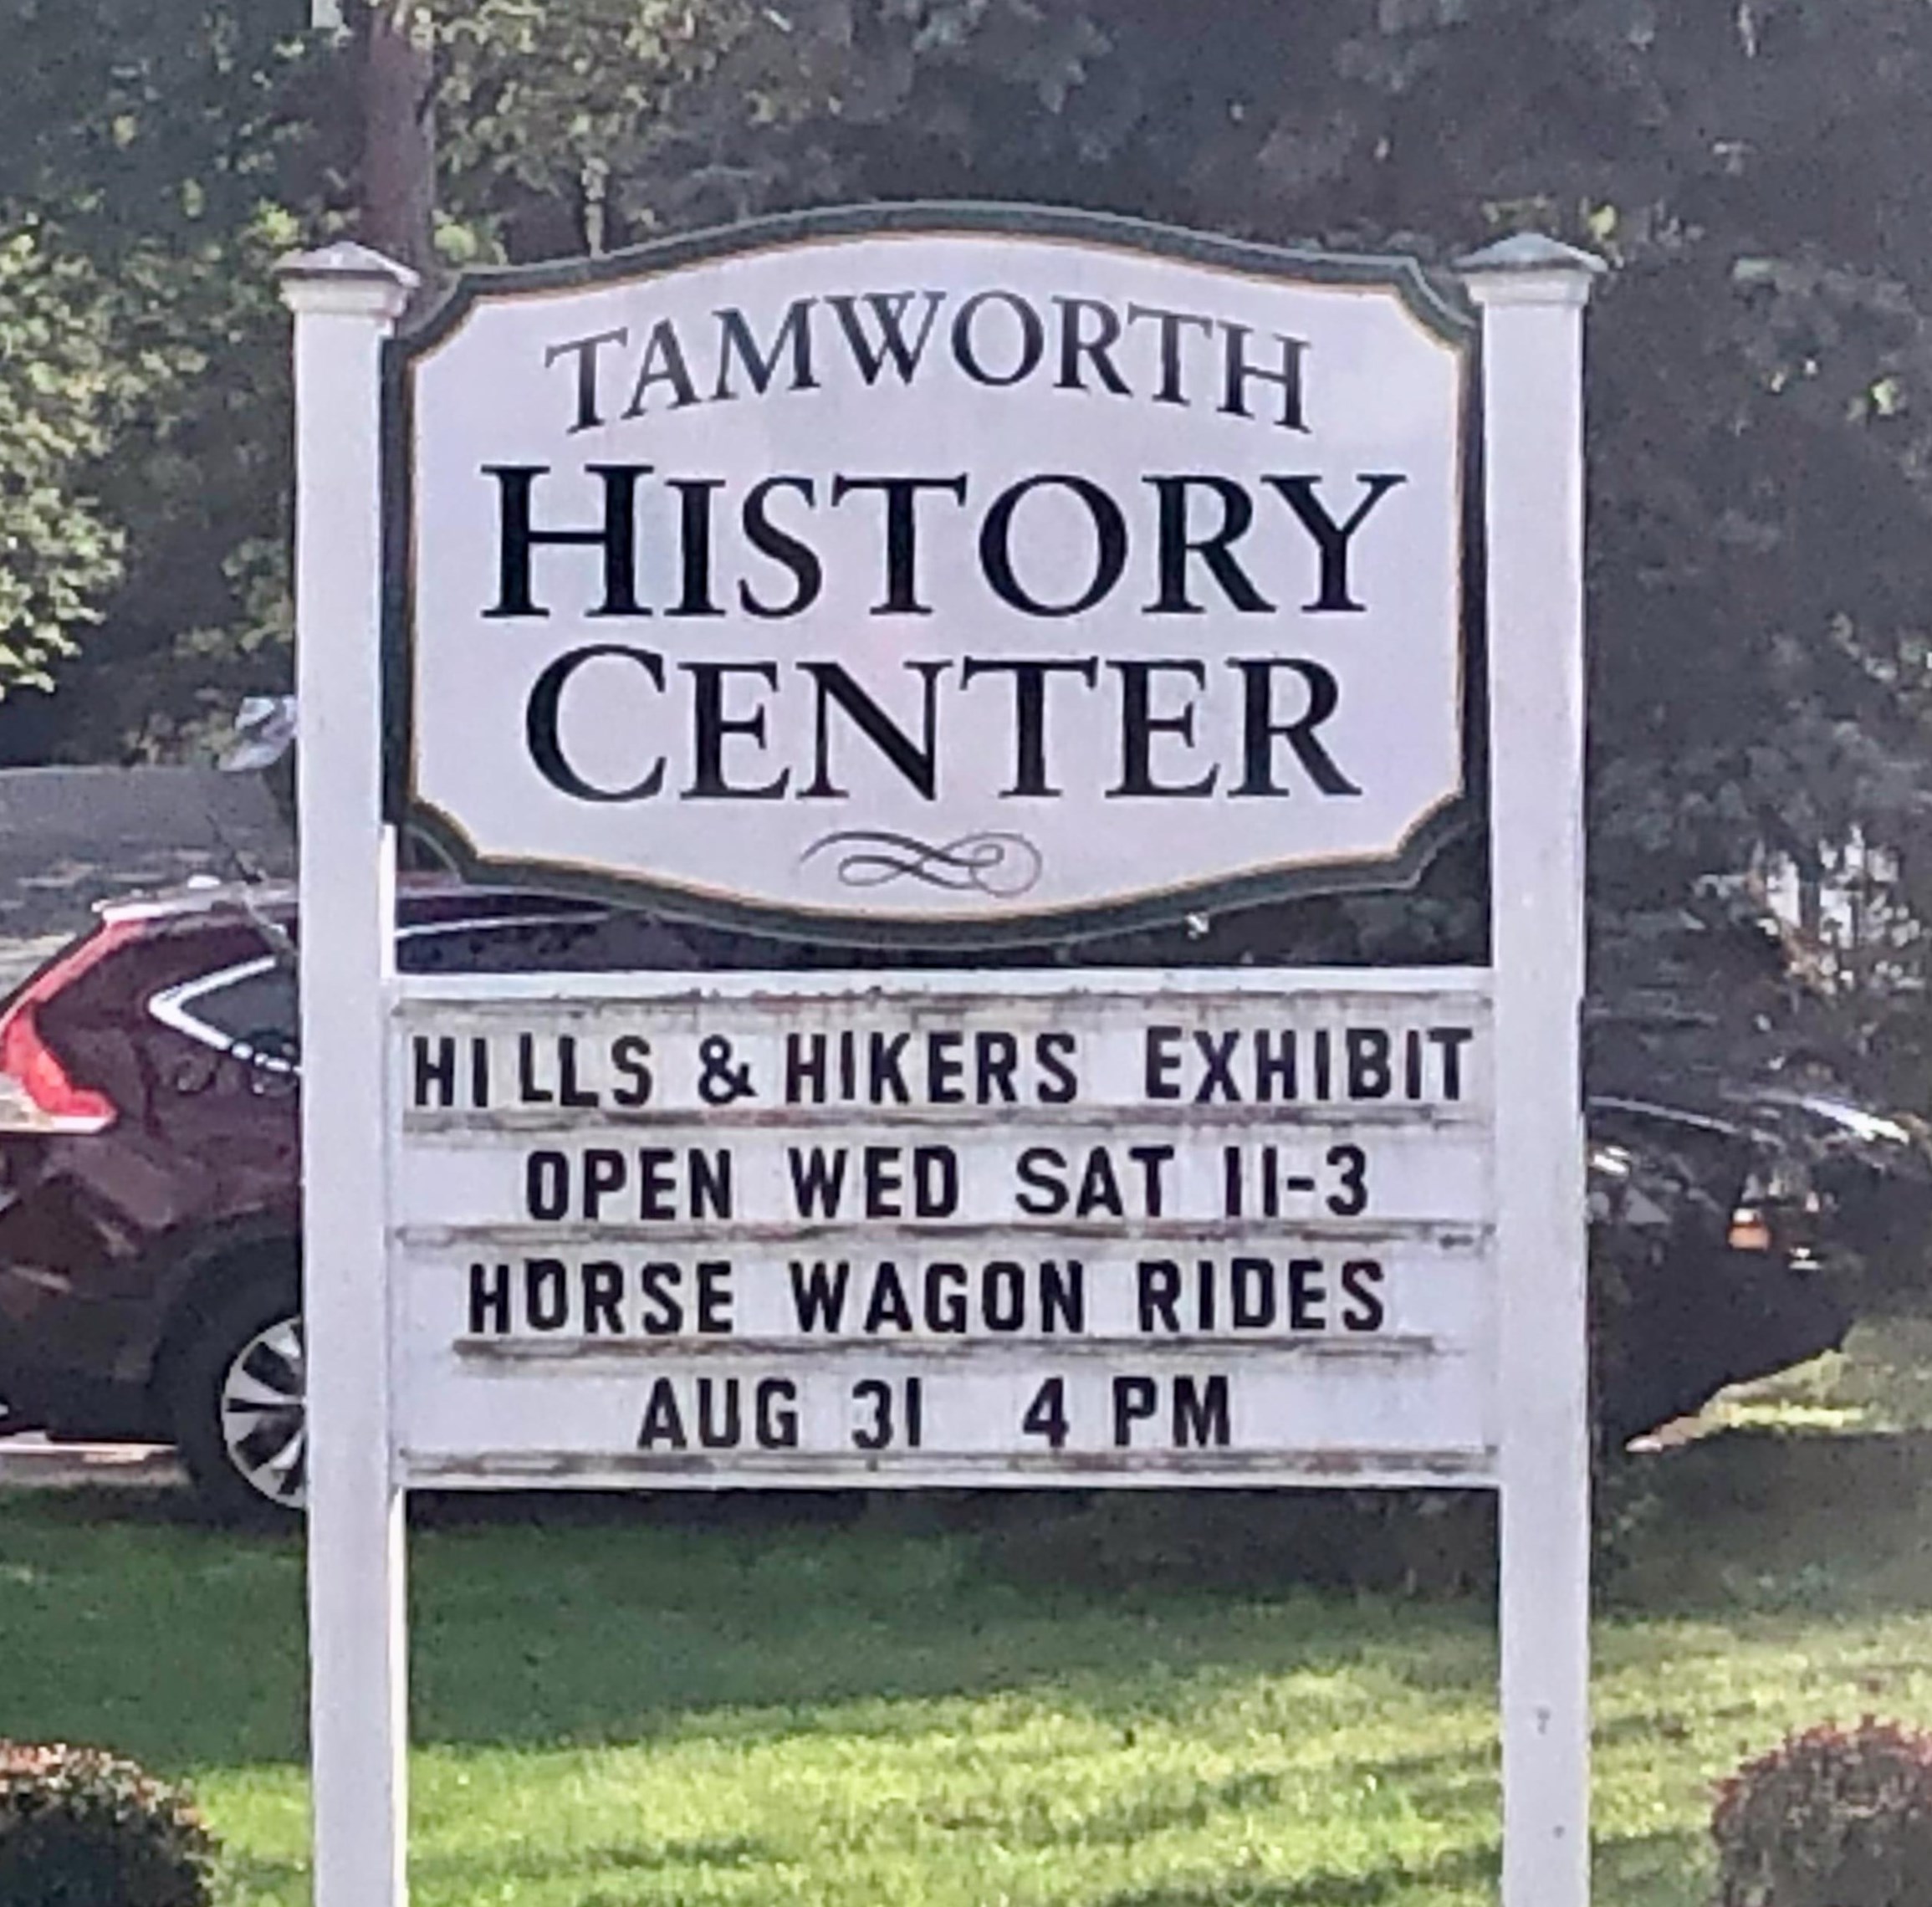 TAMWORTH
HISTORY
CENTER
HILLS & HIKERS EXHIBIT
OPEN WED SAT 11-3
HORSE WAGON RIDES
AUG 31 4 PM